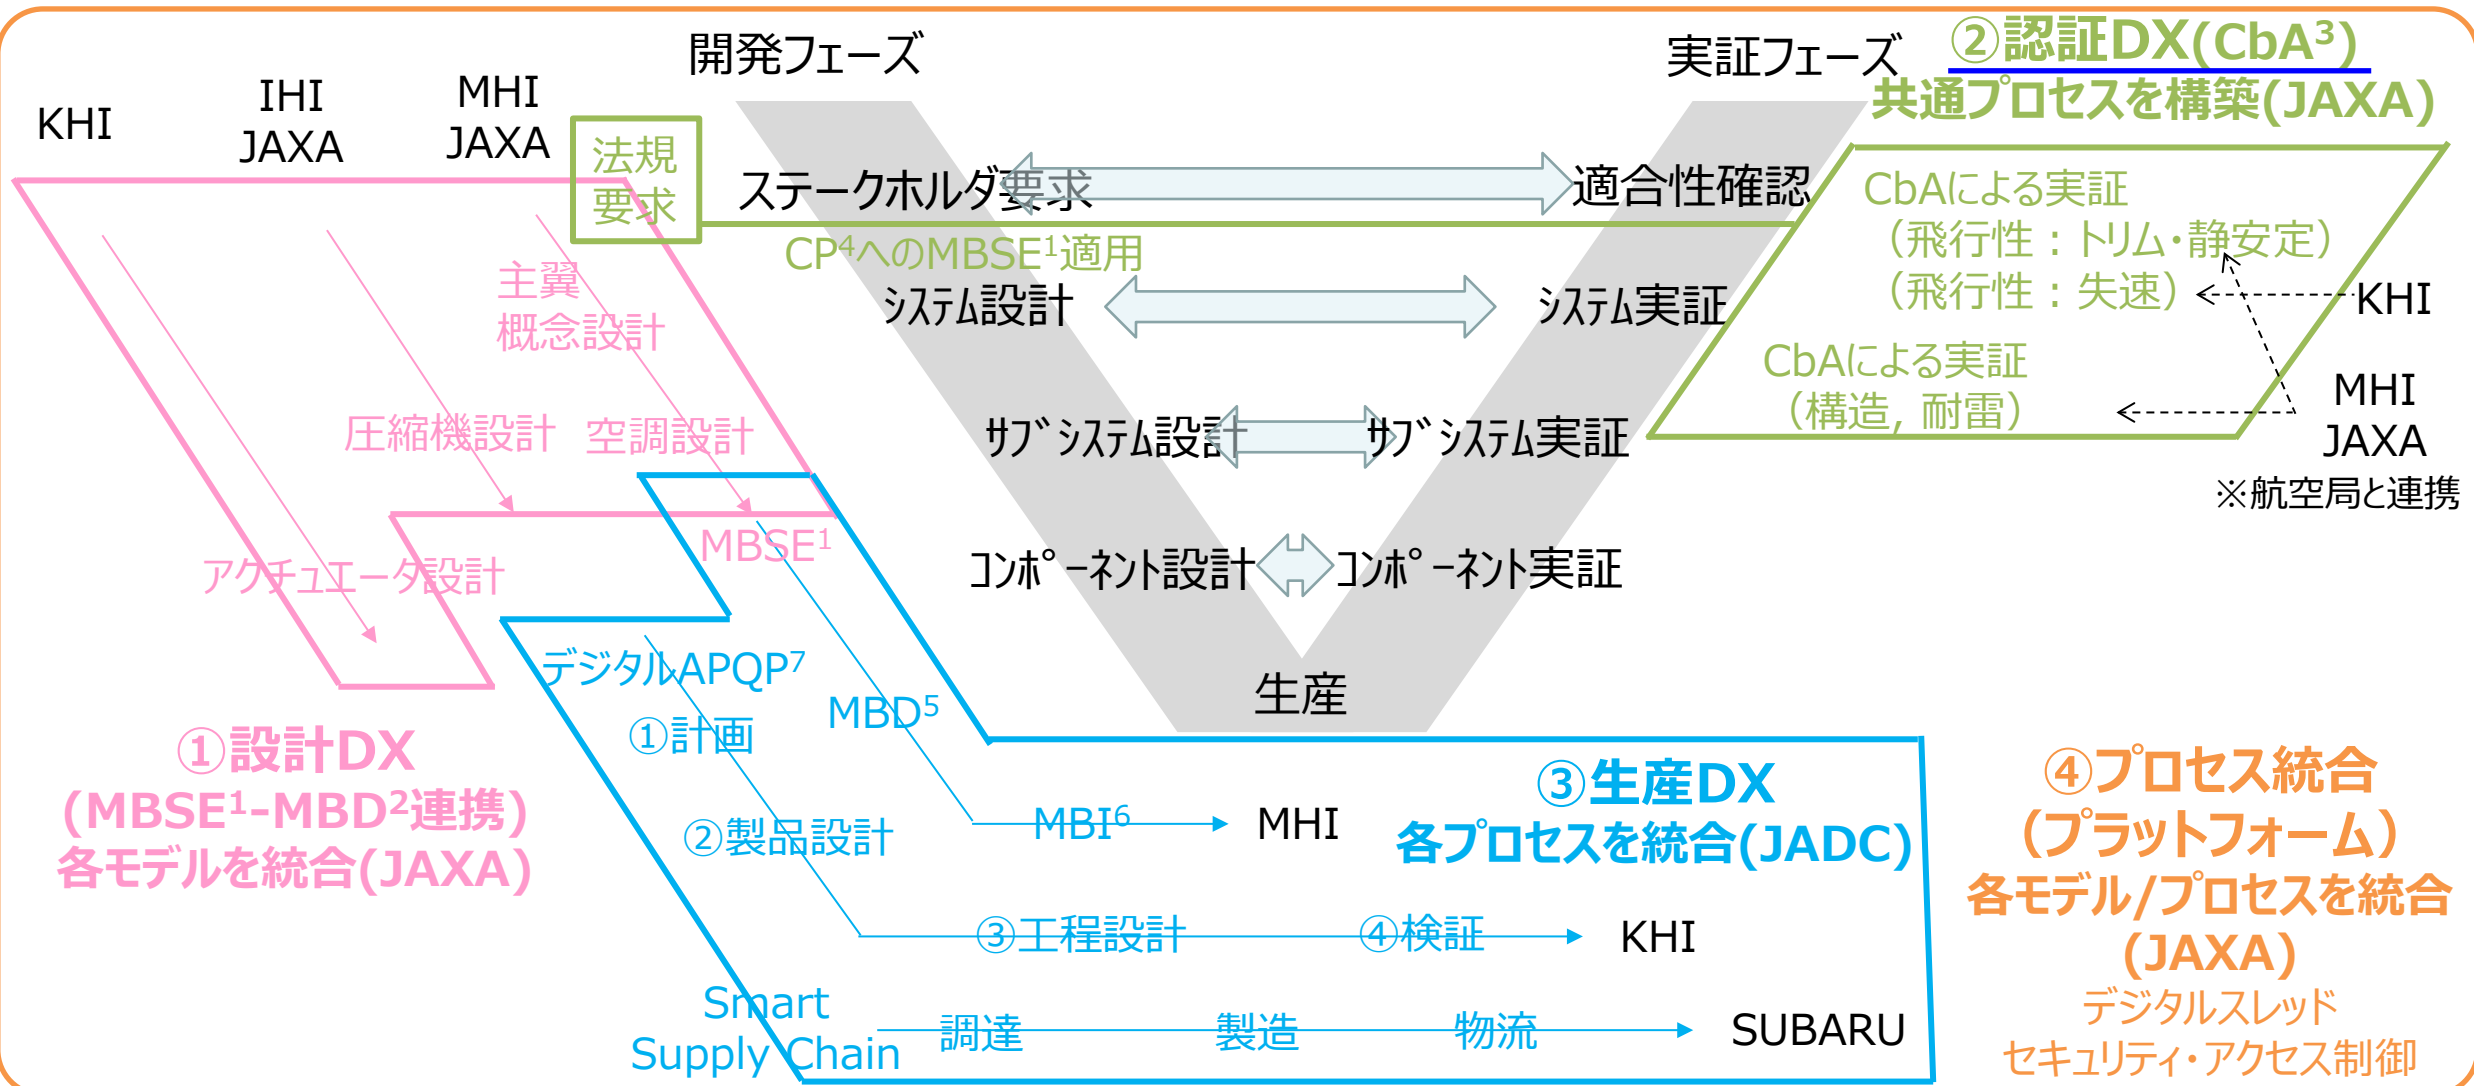 開発フェーズ
実証フェーズ
②認証DX(CbA³)
共通プロセスを構築(JAXA)
KHI
IHI
JAXA
MHI
JAXA
法規
要求
ステークホルダ要求
適合性確認
CP⁴へのMBSE¹適用
システム設計
システム実証
サブシステム設計
サブシステム実証
コンポーネント設計
コンポーネント実証
生産
CbAによる実証
（飛行性：トリム・静安定）
（飛行性：失速）
KHI
CbAによる実証
（構造, 耐雷）
MHI
JAXA
※航空局と連携
主翼
概念設計
圧縮機設計
空調設計
アクチュエータ設計
MBSE¹
①設計DX
(MBSE¹-MBD²連携)
各モデルを統合(JAXA)
デジタルAPQP⁷
①計画
MBD⁵
②製品設計
MBI⁶
MHI
③生産DX
各プロセスを統合(JADC)
③工程設計
④検証
KHI
Smart
Supply Chain
調達
製造
物流
SUBARU
④プロセス統合
（プラットフォーム）
各モデル/プロセスを統合
(JAXA)
デジタルスレッド
セキュリティ・アクセス制御